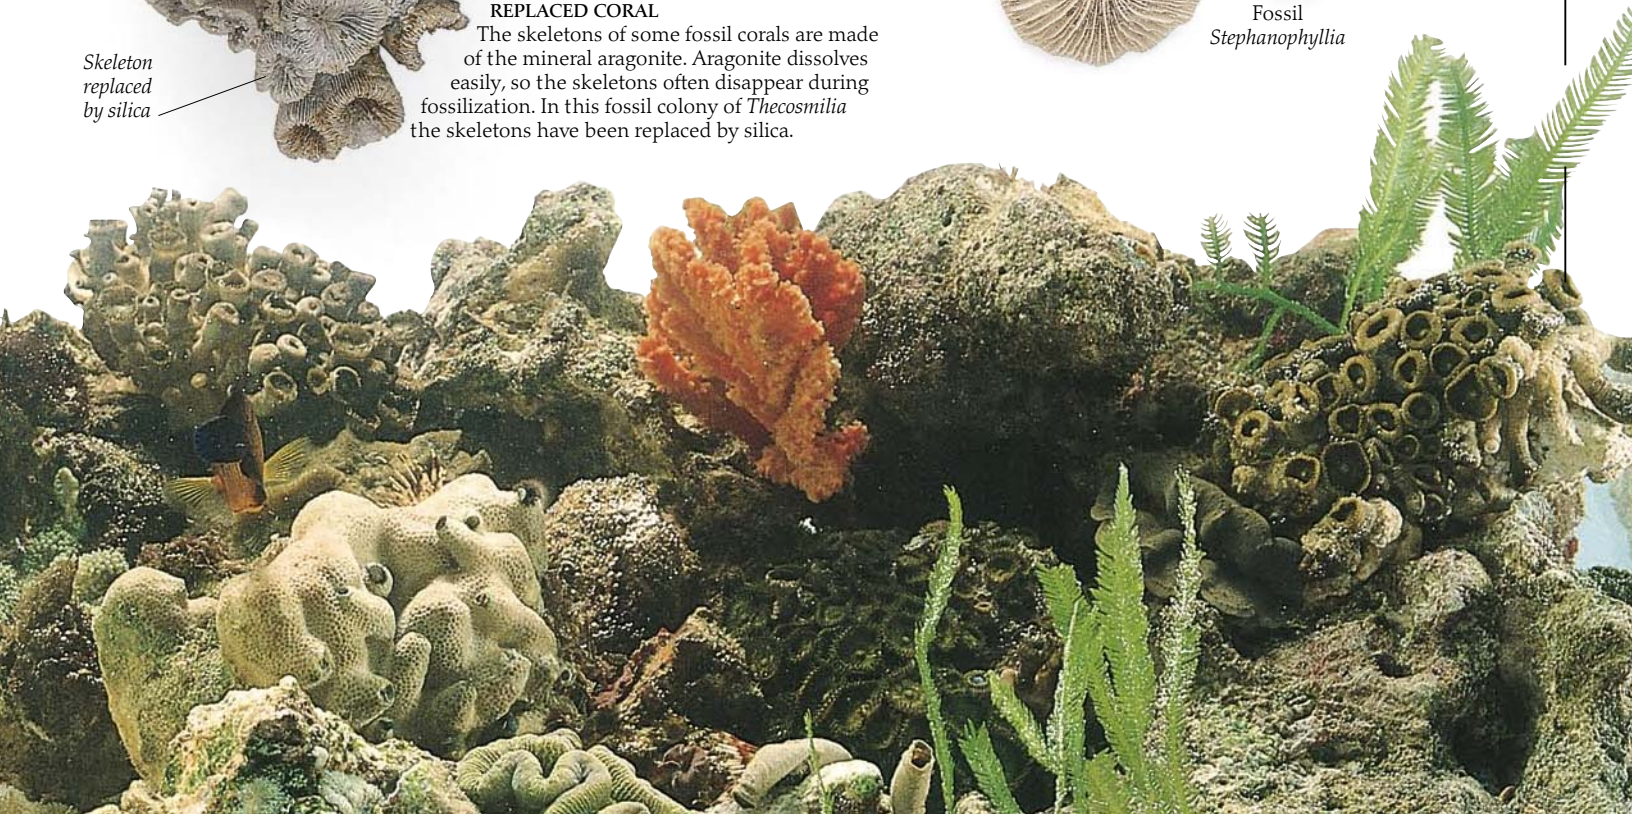 REPLACED CORAL
The skeletons of some fossil corals are made
of the mineral aragonite. Aragonite dissolves
easily, so the skeletons often disappear during
fossilization. In this fossil colony of Thecosmilia
the skeletons have been replaced by silica.
Skeleton
replaced
by silica
Fossil
Stephanophyllia